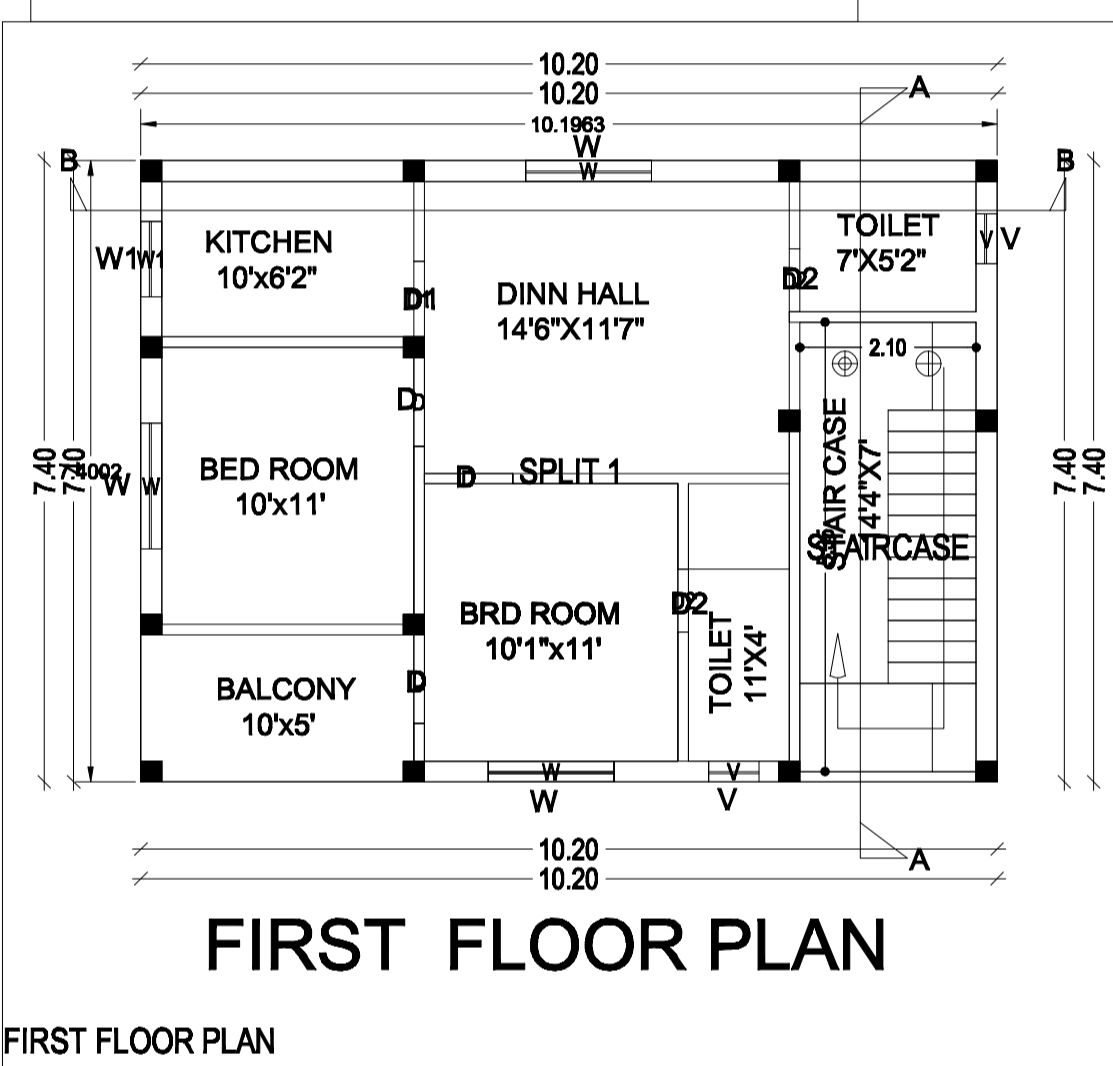 10.20
10.20
A
10.1963
W
W
B
B
TOILET
7'X5'2"
V
V
KITCHEN
10'x6'2"
W1
W1
D2
DINN HALL
14'6"X11'7"
D1
2.10
D
D
7.40
7.40
7.4002
W
W
BED ROOM
10'x11'
D
SPLIT 1
STAIR CASE
4'4"X7'
STAIRCASE
7.40
7.40
D2
BRD ROOM
10'1"x11'
TOILET
11'X4'
D
BALCONY
10'x5'
W
W
V
V
10.20
10.20
A
FIRST FLOOR PLAN
FIRST FLOOR PLAN